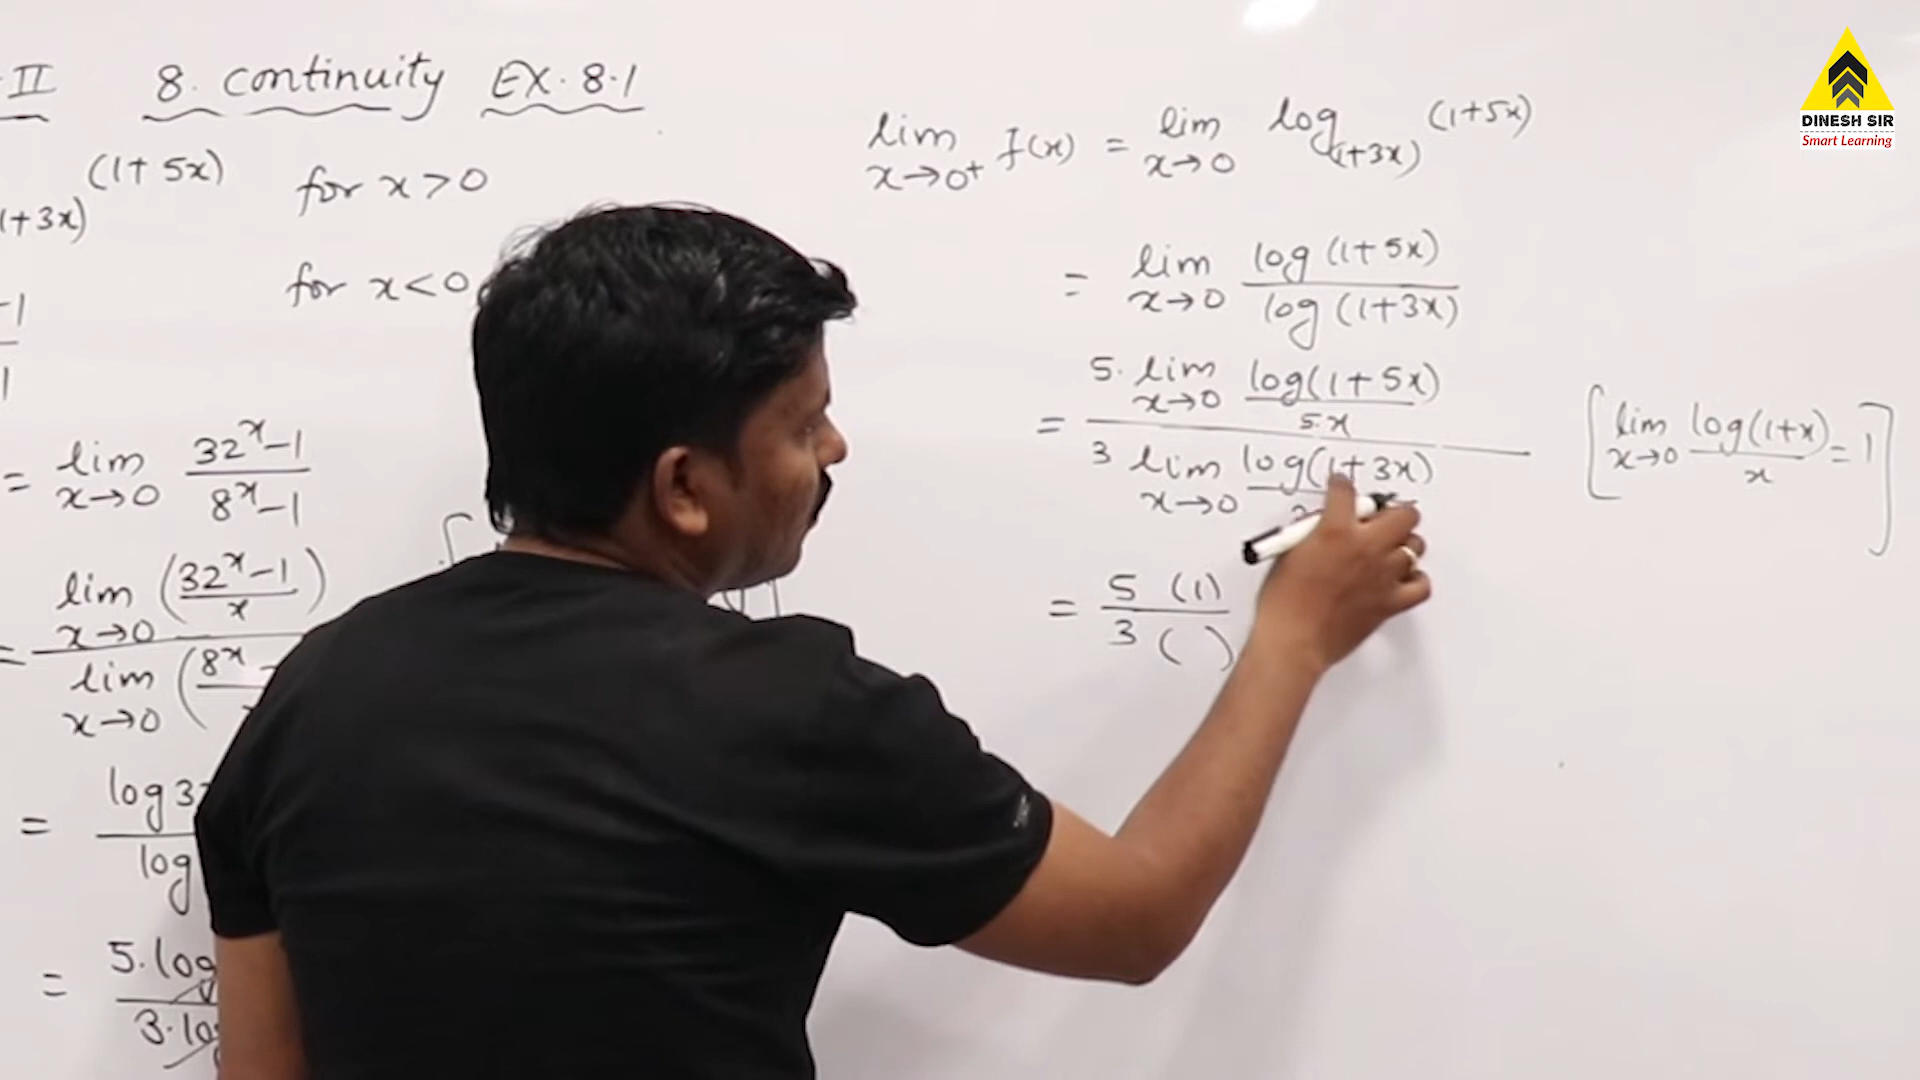 II 8. Continuity EX. 8.1
(1+5x) for x>0
(1+3x)
for x<0
-1
1
= lim x→0 32^x-1 / 8^x-1
= lim x→0 (32^x-1 / x) / lim x→0 (8^x
= log 32 / log
= 5.log / 3.log
lim x→0+ f(x) = lim x→0 log (1+3x) (1+5x)
= lim x→0 log (1+5x) / log (1+3x)
= 5. lim x→0 log(1+5x) / 5x / 3 lim x→0 log(1+3x)
[lim x→0 log(1+x) / x = 1]
= 5 (1) / 3 ( )
DINESH SIR
Smart Learning